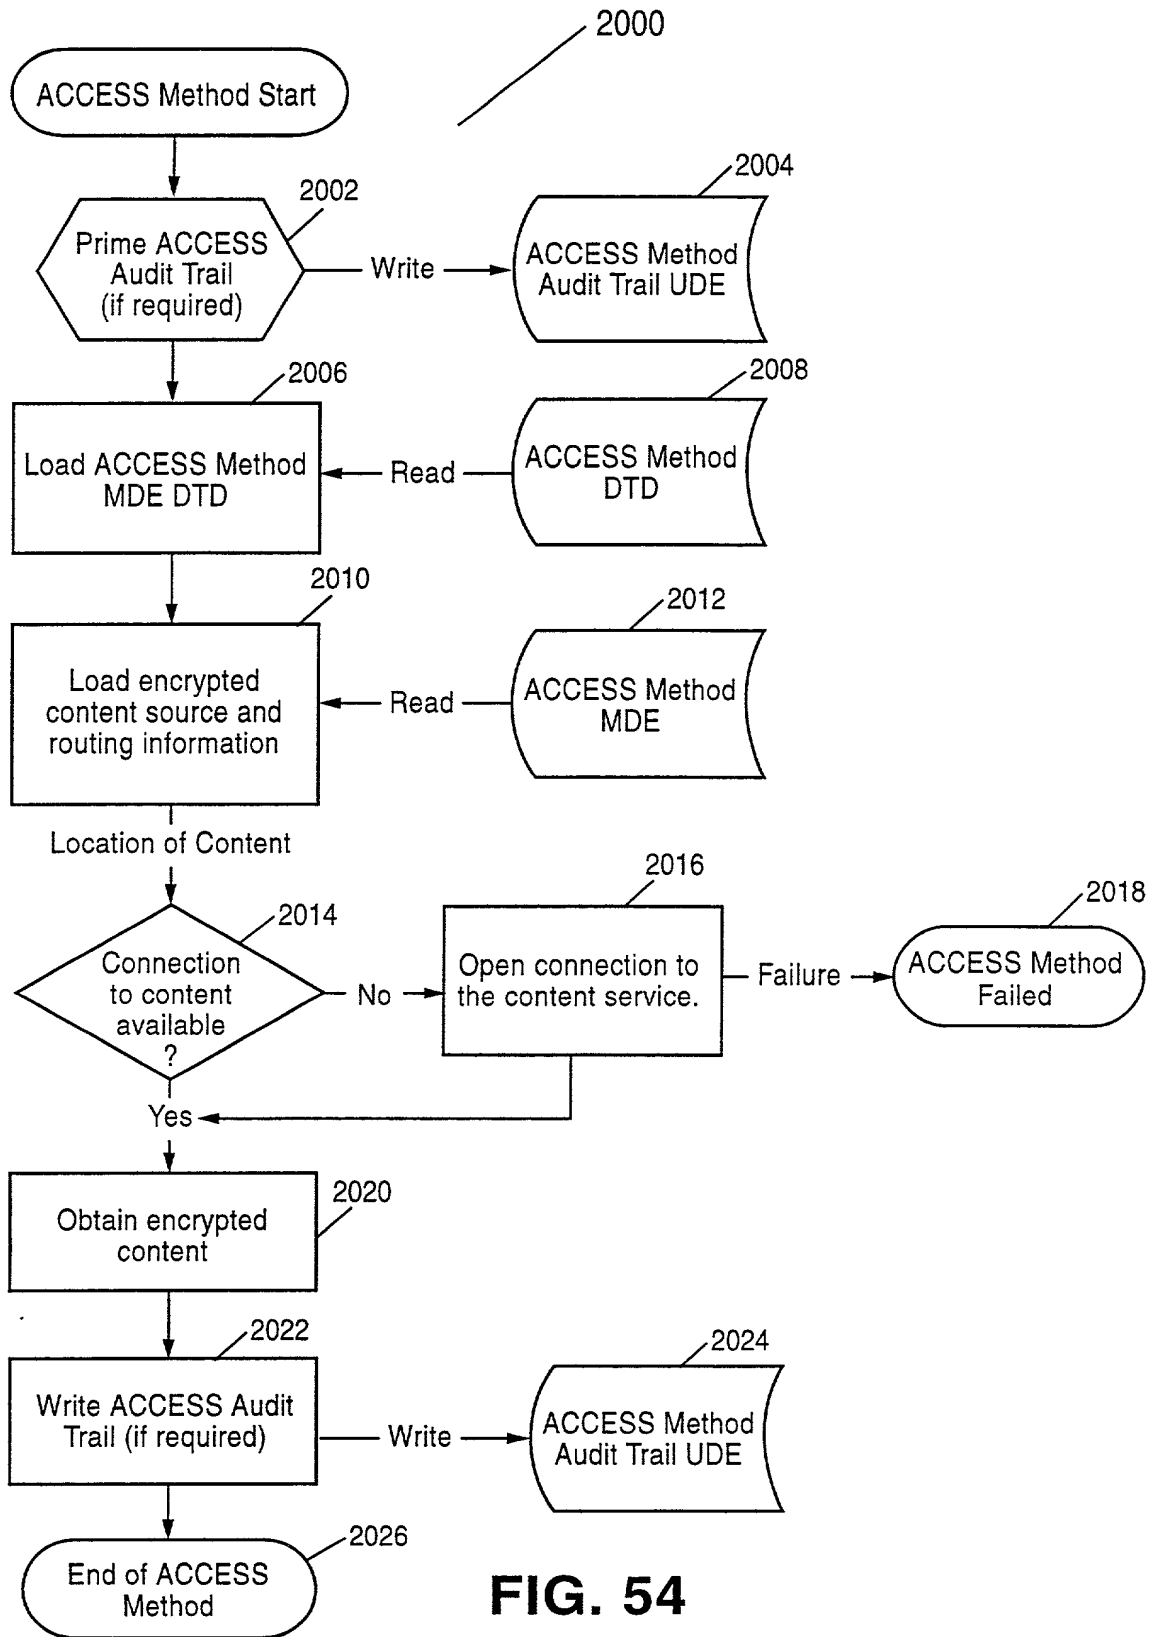 2000
ACCESS Method Start
2002
Prime ACCESS
Audit Trail
(if required)
Write
2004
ACCESS Method
Audit Trail UDE
2006
Load ACCESS Method
MDE DTD
Read
2008
ACCESS Method
DTD
2010
Load encrypted
content source and
routing information
Read
2012
ACCESS Method
MDE
Location of Content
2014
Connection
to content
available
?
No
2016
Open connection to
the content service.
Failure
2018
ACCESS Method
Failed
Yes
2020
Obtain encrypted
content
2022
Write ACCESS Audit
Trail (if required)
Write
2024
ACCESS Method
Audit Trail UDE
2026
End of ACCESS
Method
FIG. 54